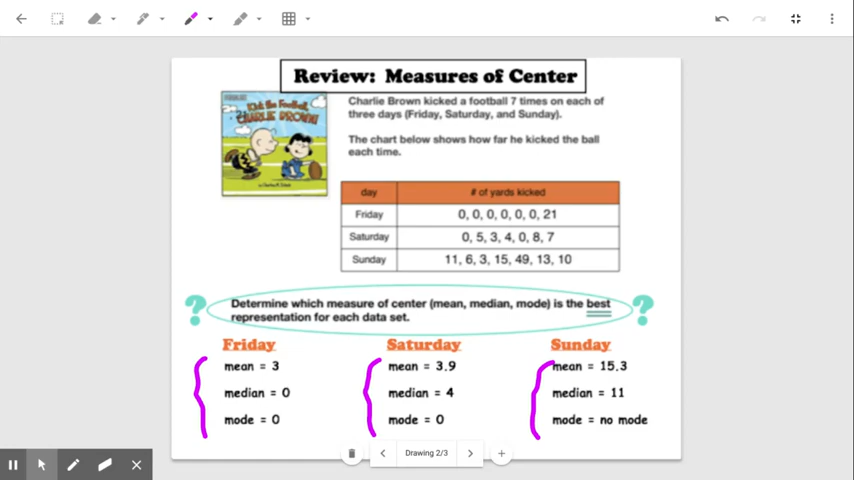 Review: Measures of Center
Kick the Football,
CHARLIE BROWN!
Charlie Brown kicked a football 7 times on each of
three days (Friday, Saturday, and Sunday).
The chart below shows how far he kicked the ball
each time.
day # of yards kicked
Friday 0, 0, 0, 0, 0, 0, 21
Saturday 0, 5, 3, 4, 0, 8, 7
Sunday 11, 6, 3, 15, 49, 13, 10
? Determine which measure of center (mean, median, mode) is the best ?
representation for each data set.
Friday Saturday Sunday
mean = 3 mean = 3.9 mean = 15.3
median = 0 median = 4 median = 11
mode = 0 mode = 0 mode = no mode
Drawing 2/3